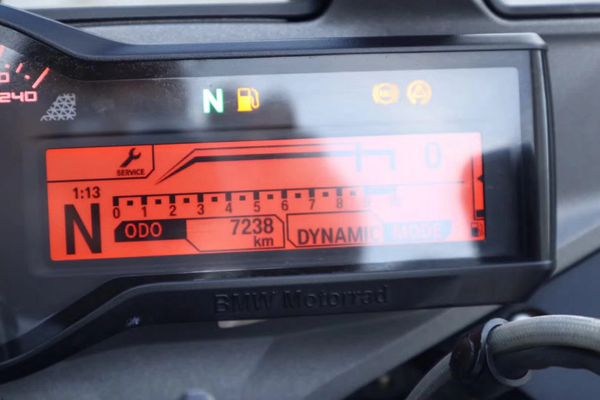 240
N
SERVICE
0
1:13
N
0 1 2 3 4 5 6 7 8 9
ODO
7238
km
DYNAMIC MODE
BMW Motorrad